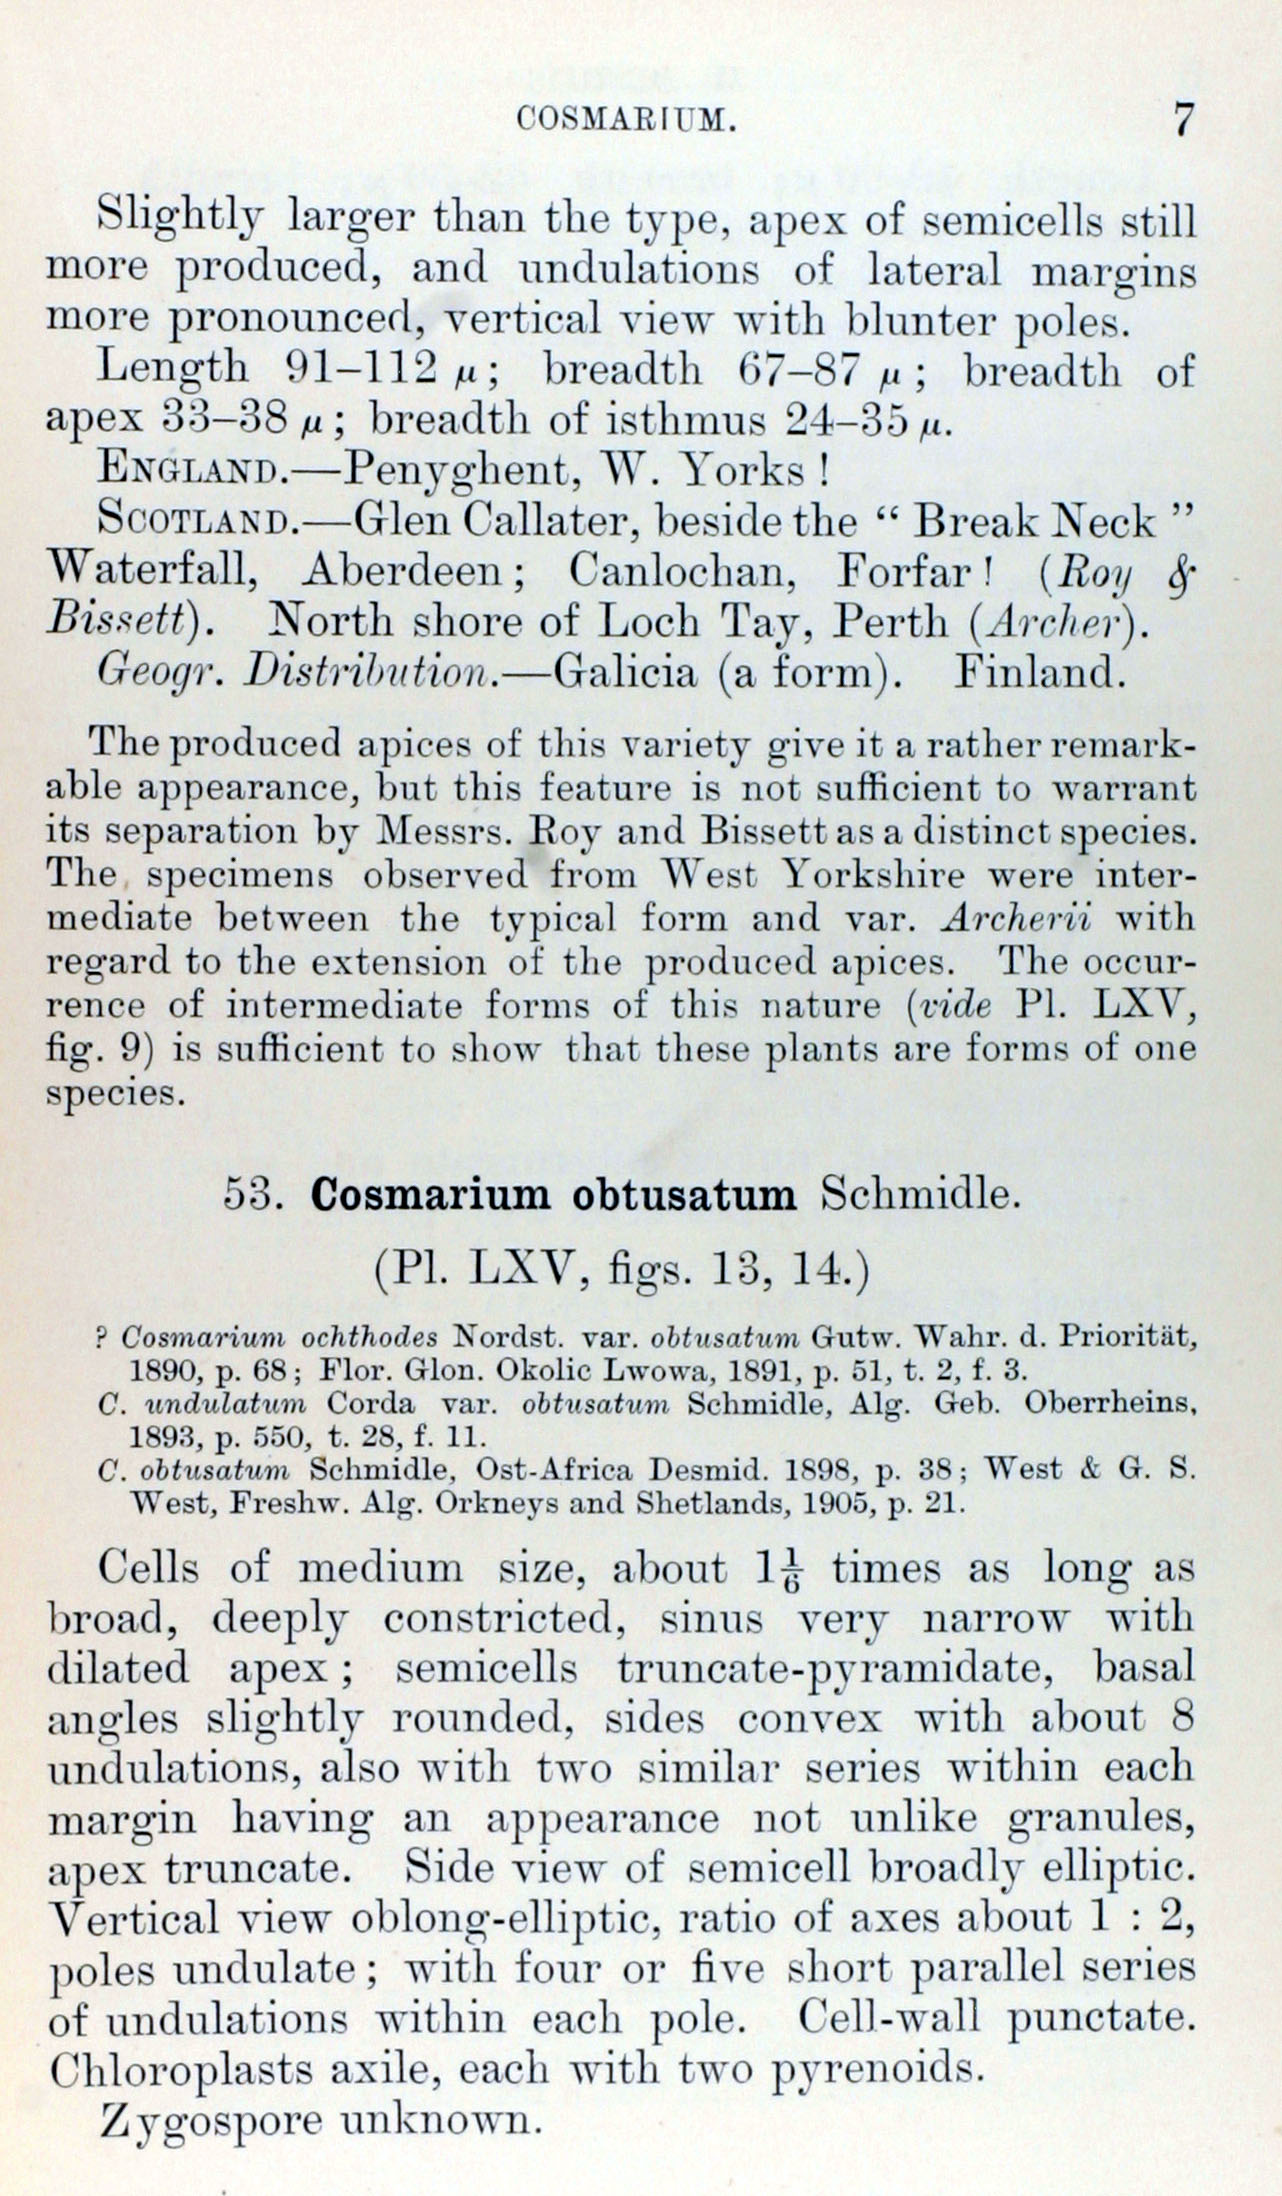 COSMARIUM. 7
Slightly larger than the type, apex of semicells still
more produced, and undulations of lateral margins
more pronounced, vertical view with blunter poles.
Length 91–112 μ; breadth 67–87 μ; breadth of
apex 33–38 μ; breadth of isthmus 24–35 μ.
ENGLAND.—Penyghent, W. Yorks !
SCOTLAND.—Glen Callater, beside the “ Break Neck ”
Waterfall, Aberdeen; Canlochan, Forfar! (Roy &
Bissett). North shore of Loch Tay, Perth (Archer).
Geogr. Distribution.—Galicia (a form). Finland.
The produced apices of this variety give it a rather remark-
able appearance, but this feature is not sufficient to warrant
its separation by Messrs. Roy and Bissett as a distinct species.
The specimens observed from West Yorkshire were inter-
mediate between the typical form and var. Archerii with
regard to the extension of the produced apices. The occur-
rence of intermediate forms of this nature (vide Pl. LXV,
fig. 9) is sufficient to show that these plants are forms of one
species.
53. Cosmarium obtusatum Schmidle.
(Pl. LXV, figs. 13, 14.)
? Cosmarium ochthodes Nordst. var. obtusatum Gutw. Wahr. d. Priorität,
1890, p. 68; Flor. Glon. Okolic Lwowa, 1891, p. 51, t. 2, f. 3.
C. undulatum Corda var. obtusatum Schmidle, Alg. Geb. Oberrheins,
1893, p. 550, t. 28, f. 11.
C. obtusatum Schmidle, Ost-Africa Desmid. 1898, p. 38; West & G. S.
West, Freshw. Alg. Orkneys and Shetlands, 1905, p. 21.
Cells of medium size, about 1⅙ times as long as
broad, deeply constricted, sinus very narrow with
dilated apex; semicells truncate-pyramidate, basal
angles slightly rounded, sides convex with about 8
undulations, also with two similar series within each
margin having an appearance not unlike granules,
apex truncate. Side view of semicell broadly elliptic.
Vertical view oblong-elliptic, ratio of axes about 1 : 2,
poles undulate; with four or five short parallel series
of undulations within each pole. Cell-wall punctate.
Chloroplasts axile, each with two pyrenoids.
Zygospore unknown.